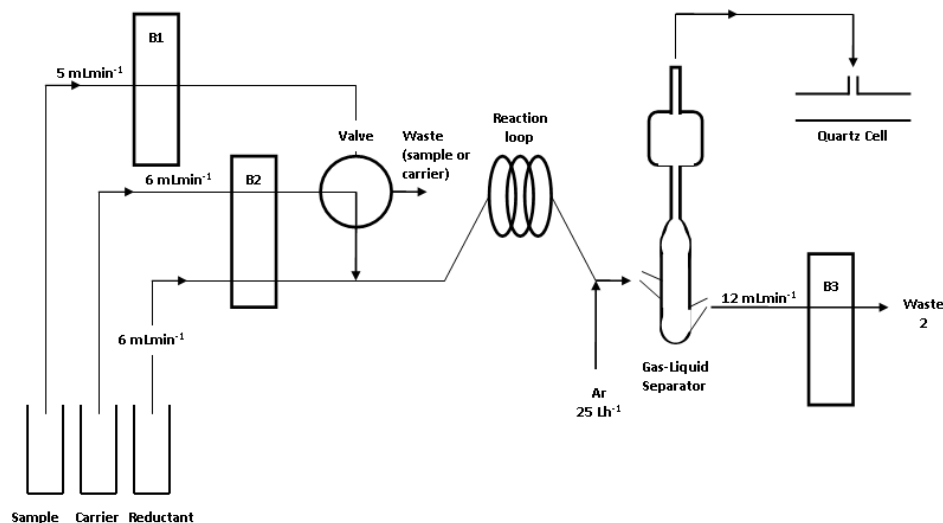 B1
5 mLmin⁻¹
Valve
Waste
(sample or
carrier)
Reaction
loop
Quartz Cell
6 mLmin⁻¹
B2
12 mLmin⁻¹
B3
Waste
2
6 mLmin⁻¹
Gas-Liquid
Separator
Ar
25 Lh⁻¹
Sample
Carrier
Reductant